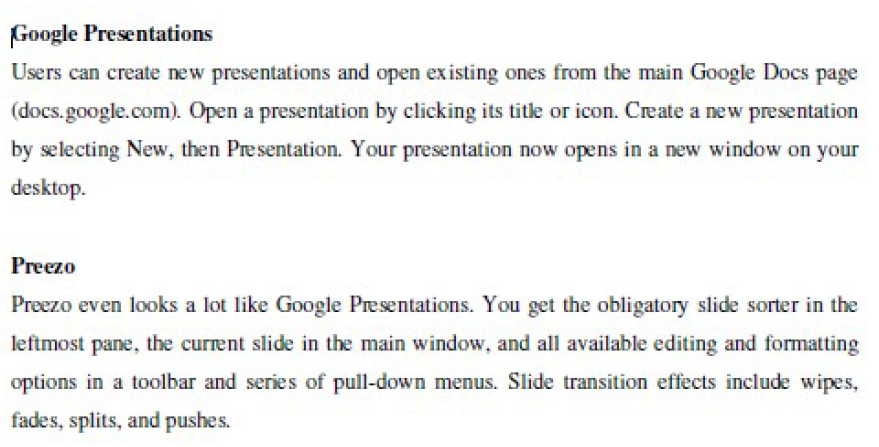 Google Presentations
Users can create new presentations and open existing ones from the main Google Docs page
(docs.google.com). Open a presentation by clicking its title or icon. Create a new presentation
by selecting New, then Presentation. Your presentation now opens in a new window on your
desktop.
Preezo
Preezo even looks a lot like Google Presentations. You get the obligatory slide sorter in the
leftmost pane, the current slide in the main window, and all available editing and formatting
options in a toolbar and series of pull-down menus. Slide transition effects include wipes,
fades, splits, and pushes.